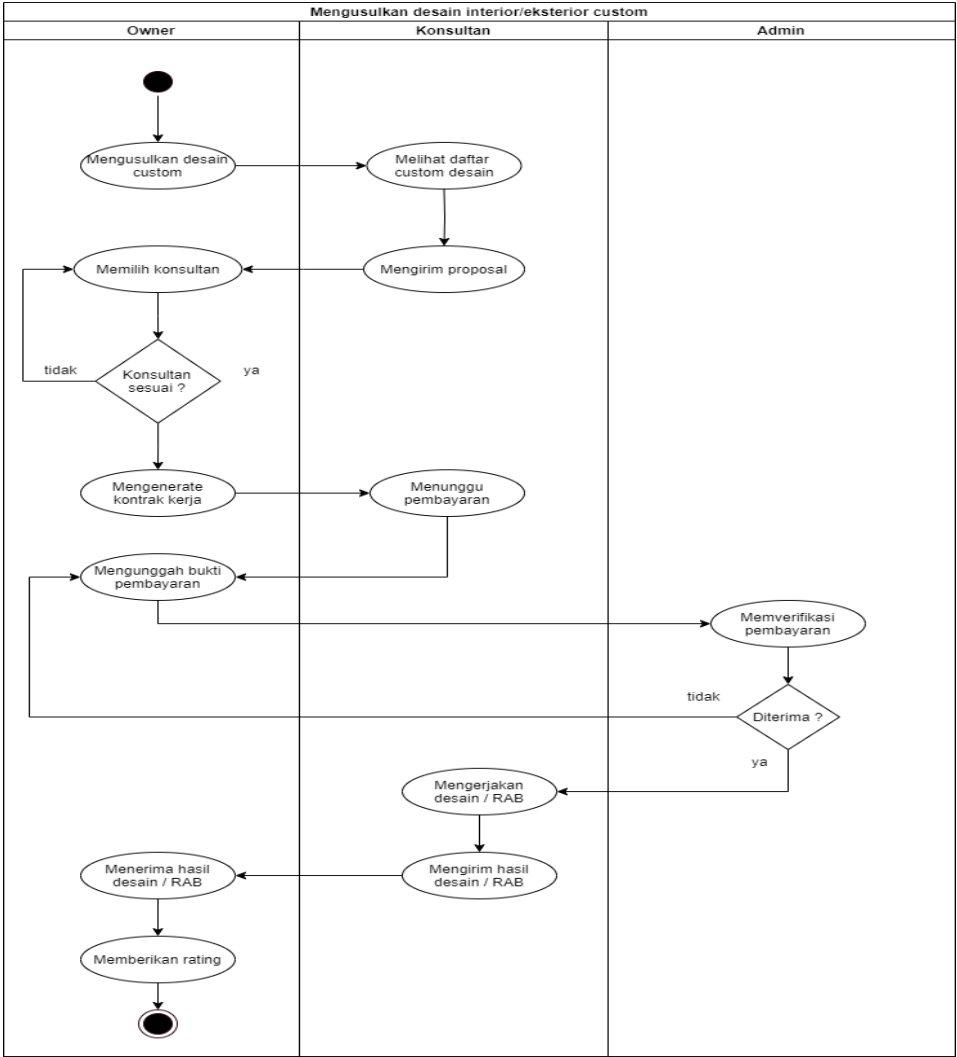 Mengusulkan desain interior/eksterior custom
Owner
Konsultan
Admin
Mengusulkan desain
custom
Melihat daftar
custom desain
Memilih konsultan
Mengirim proposal
tidak
Konsultan
sesuai ?
ya
Mengenerate
kontrak kerja
Menunggu
pembayaran
Mengunggah bukti
pembayaran
Memverifikasi
pembayaran
tidak
Diterima ?
ya
Mengerjakan
desain / RAB
Menerima hasil
desain / RAB
Mengirim hasil
desain / RAB
Memberikan rating